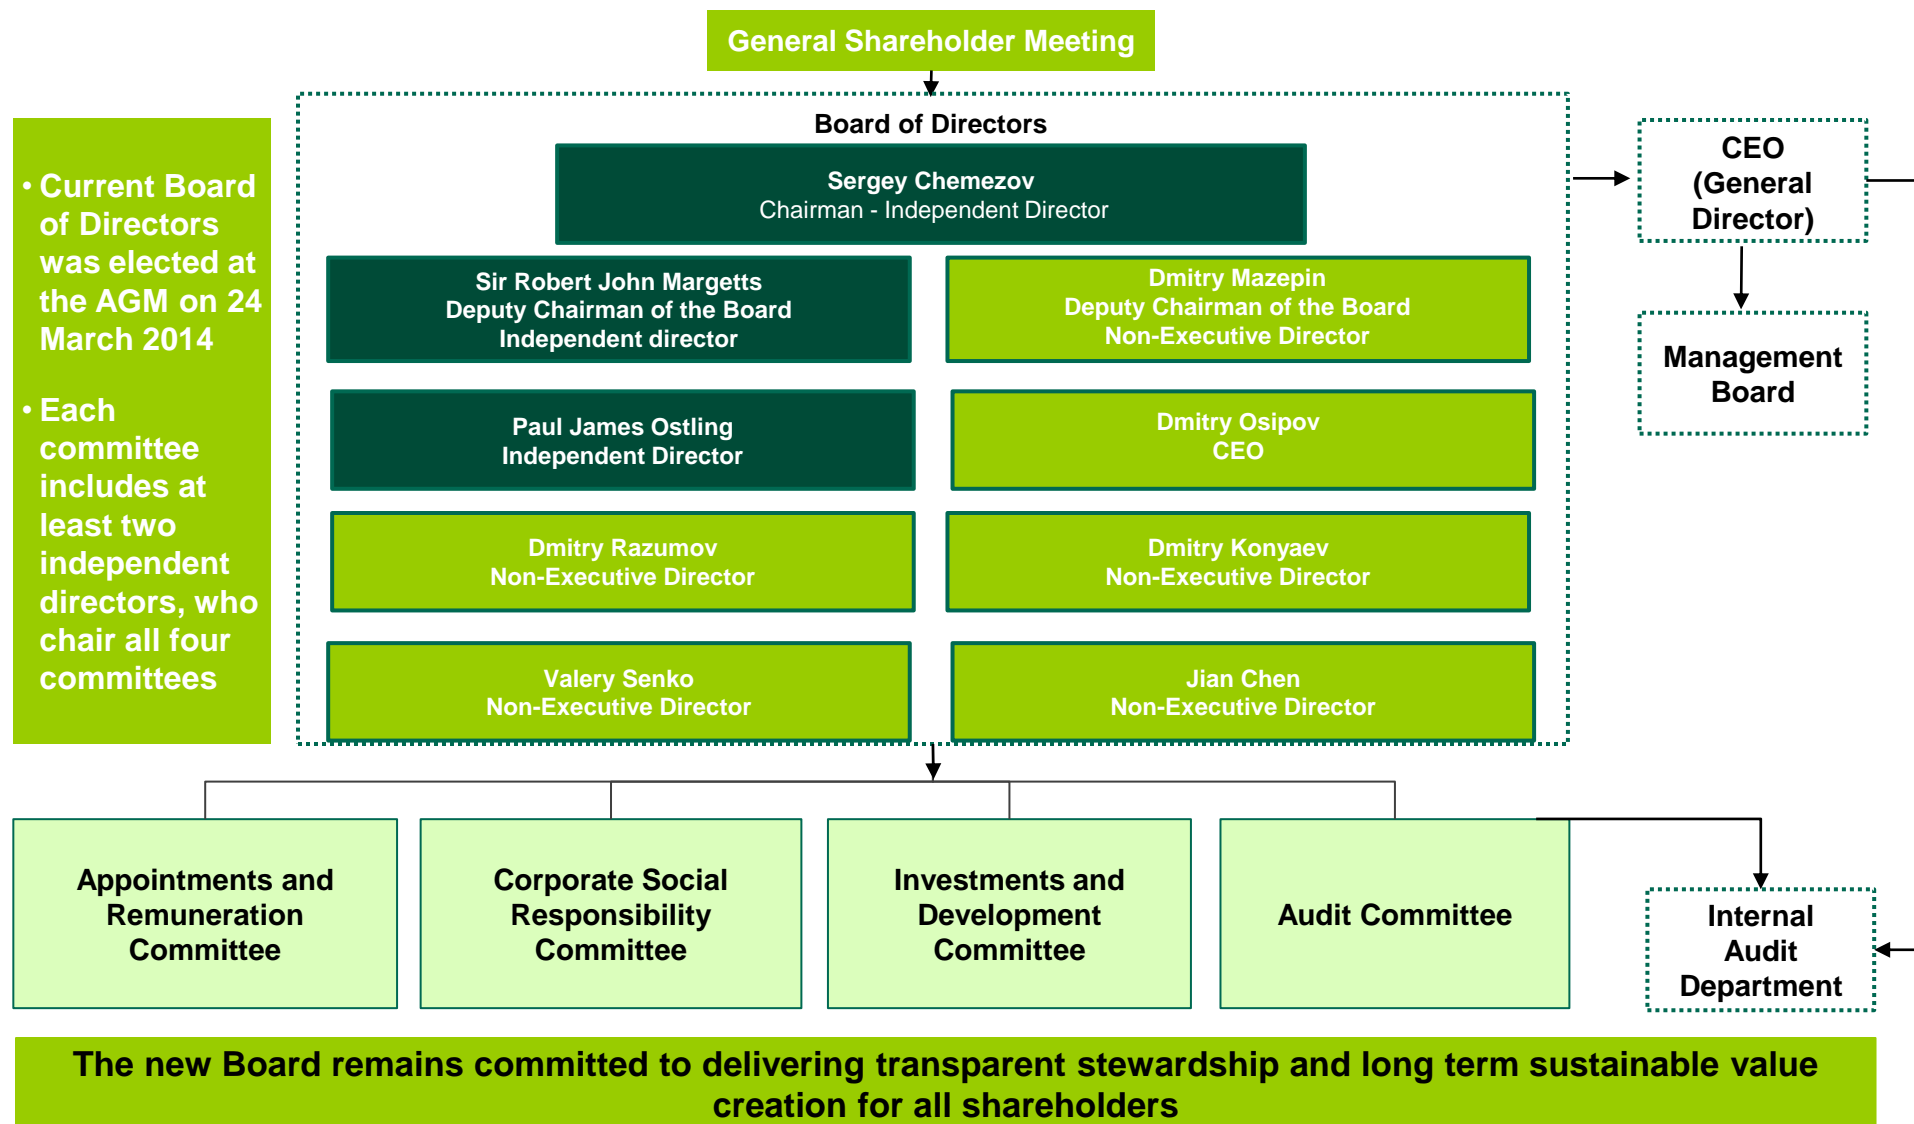 General Shareholder Meeting
• Current Board
of Directors
was elected at
the AGM on 24
March 2014
• Each
committee
includes at
least two
independent
directors, who
chair all four
committees
Board of Directors
Sergey Chemezov
Chairman - Independent Director
Sir Robert John Margetts
Deputy Chairman of the Board
Independent director
Dmitry Mazepin
Deputy Chairman of the Board
Non-Executive Director
Paul James Ostling
Independent Director
Dmitry Osipov
CEO
Dmitry Razumov
Non-Executive Director
Dmitry Konyaev
Non-Executive Director
Valery Senko
Non-Executive Director
Jian Chen
Non-Executive Director
CEO
(General
Director)
Management
Board
Appointments and
Remuneration
Committee
Corporate Social
Responsibility
Committee
Investments and
Development
Committee
Audit Committee
Internal
Audit
Department
The new Board remains committed to delivering transparent stewardship and long term sustainable value
creation for all shareholders